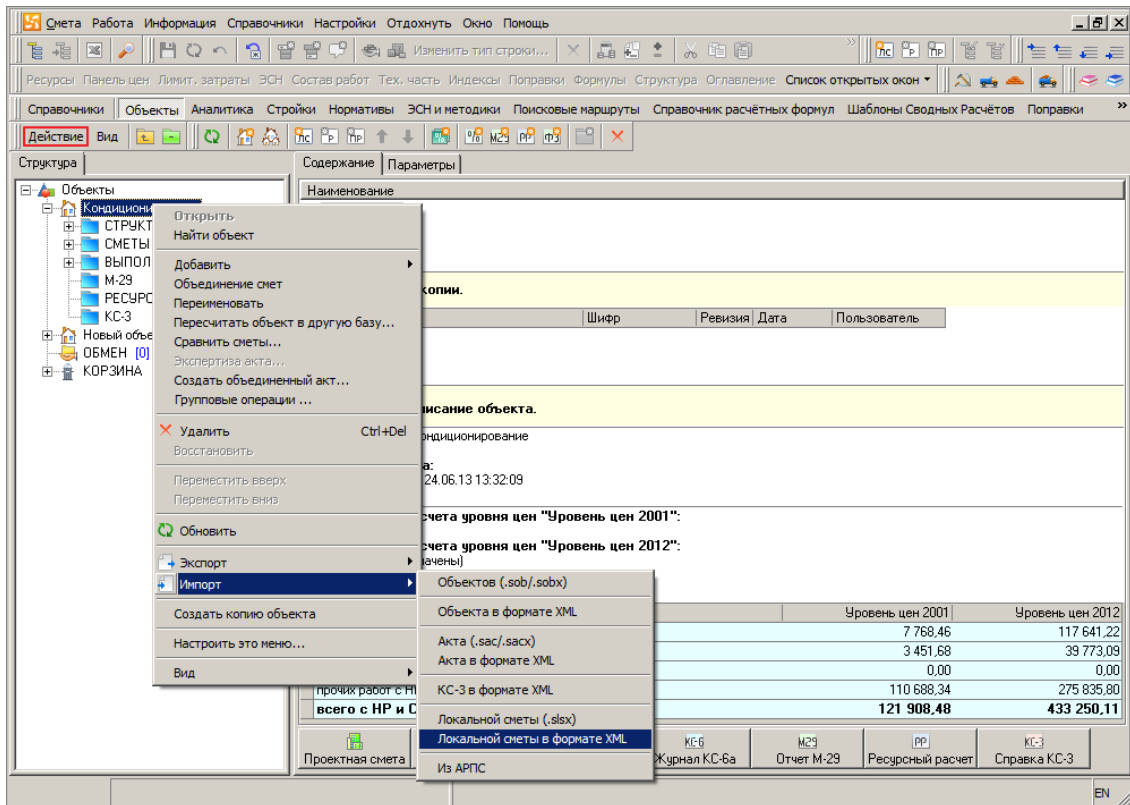 Смета Работа Информация Справочники Настройки Отдохнуть Окно Помощь
Изменить тип строки...
Ресурсы Панель цен Лимит. затраты ЭСН Состав работ Тех. часть Индексы Поправки Формулы Структура Оглавление Список открытых окон
Справочники Объекты Аналитика Стройки Нормативы ЭСН и методики Поисковые маршруты Справочник расчётных формул Шаблоны Сводных Расчётов Поправки
Действие Вид
Структура
Содержание Параметры
Объекты
Кондициони
СТРУКТ
СМЕТЫ
ВЫПОЛ
М-29
РЕСУРС
КС-3
Новый объе
ОБМЕН [0]
КОРЗИНА
Открыть
Найти объект
Добавить
Объединение смет
Переименовать
Пересчитать объект в другую базу...
Сравнить сметы...
Экспертиза акта...
Создать объединенный акт...
Групповые операции ...
Удалить Ctrl+Del
Восстановить
Переместить вверх
Переместить вниз
Обновить
Экспорт
Импорт
Создать копию объекта
Настроить это меню...
Вид
Объектов (.sob/.sobx)
Объекта в формате XML
Акта (.sac/.sacx)
Акта в формате XML
КС-3 в формате XML
Локальной сметы (.slsx)
Локальной сметы в формате XML
Из АРПС
Наименование
копии.
Шифр Ревизия Дата Пользователь
писание объекта.
ондиционирование
а:
24.06.13 13:32:09
счета уровня цен "Уровень цен 2001":
счета уровня цен "Уровень цен 2012":
ачены)
Уровень цен 2001 Уровень цен 2012
7 768,46 117 641,22
3 451,68 39 773,09
0,00 0,00
прочих работ с Н 110 688,34 275 835,80
всего с НР и С 121 908,48 433 250,11
Проектная смета
КС-6
Журнал КС-6а
М29
Отчет М-29
РР
Ресурсный расчет
КС-3
Справка КС-3
EN